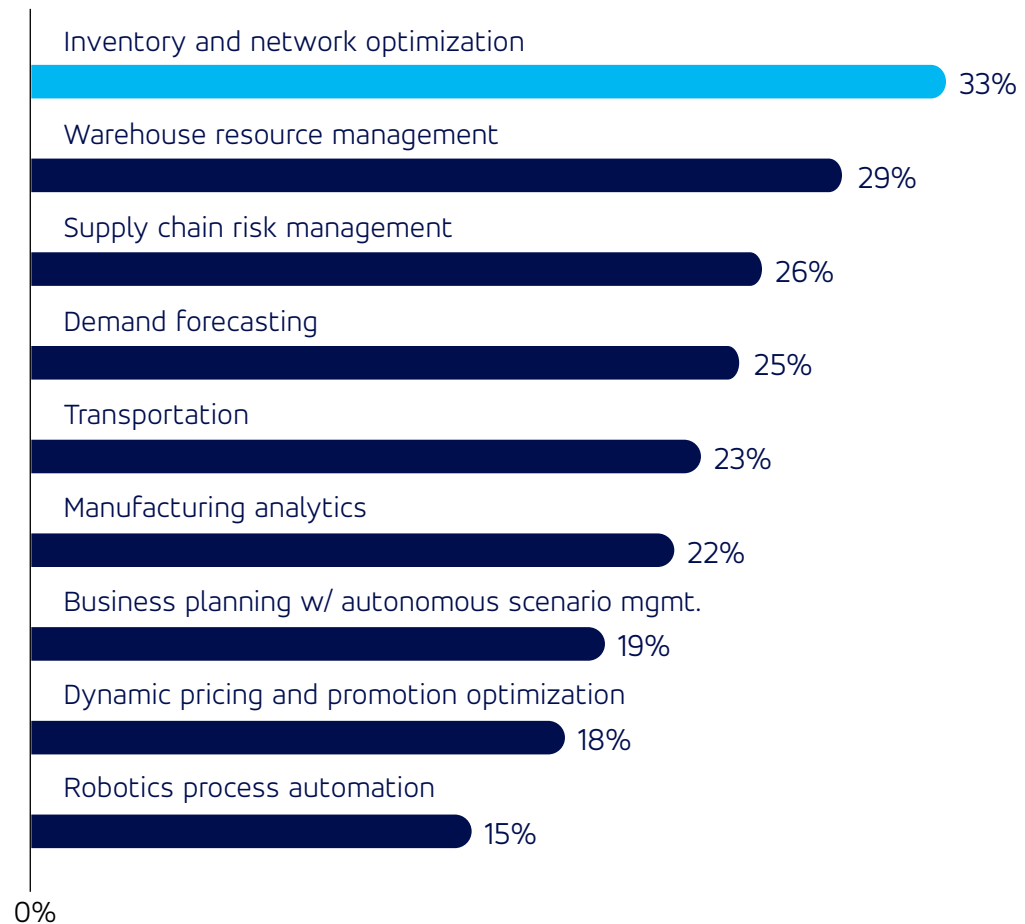 Inventory and network optimization
33%
Warehouse resource management
29%
Supply chain risk management
26%
Demand forecasting
25%
Transportation
23%
Manufacturing analytics
22%
Business planning w/ autonomous scenario mgmt.
19%
Dynamic pricing and promotion optimization
18%
Robotics process automation
15%
0%